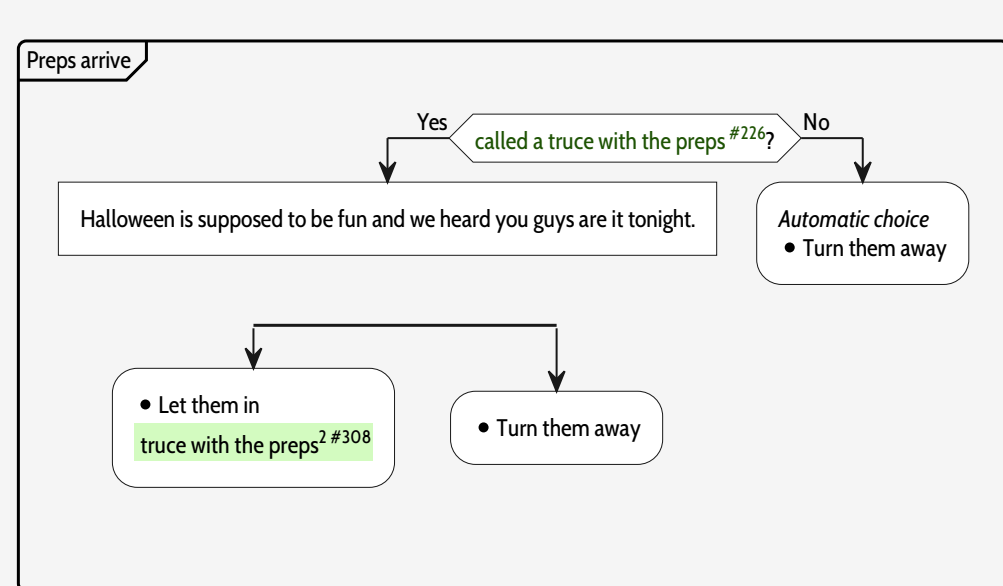 Preps arrive
Yes
called a truce with the preps #226?
No
Halloween is supposed to be fun and we heard you guys are it tonight.
Automatic choice
● Turn them away
● Let them in
truce with the preps2 #308
● Turn them away